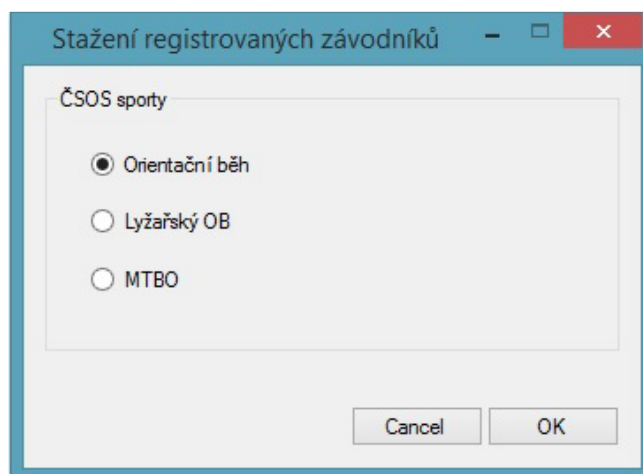 Stažení registrovaných závodníků
ČSOS sporty
Orientační běh
Lyžařský OB
MTBO
Cancel OK